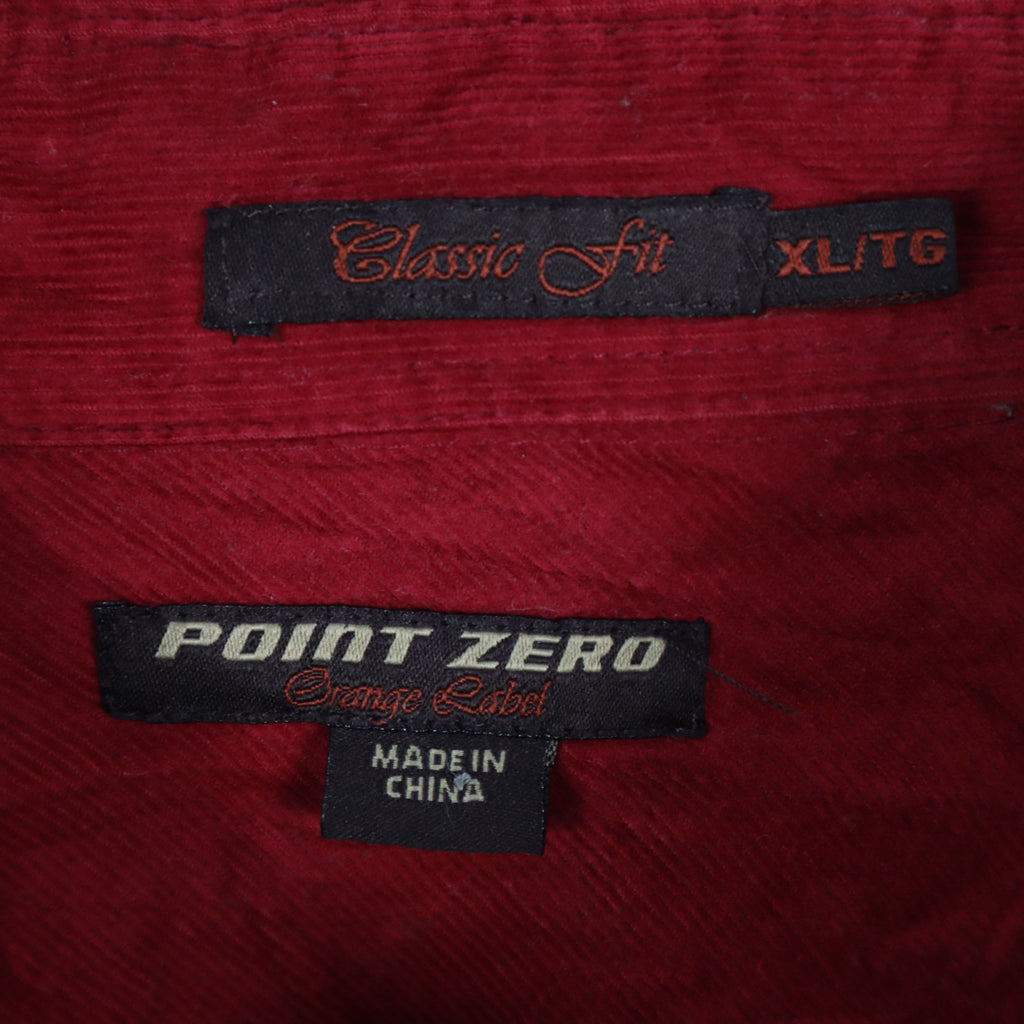 Classic Fit
XL/TG
POINT ZERO
Orange Label
MADE IN
CHINA